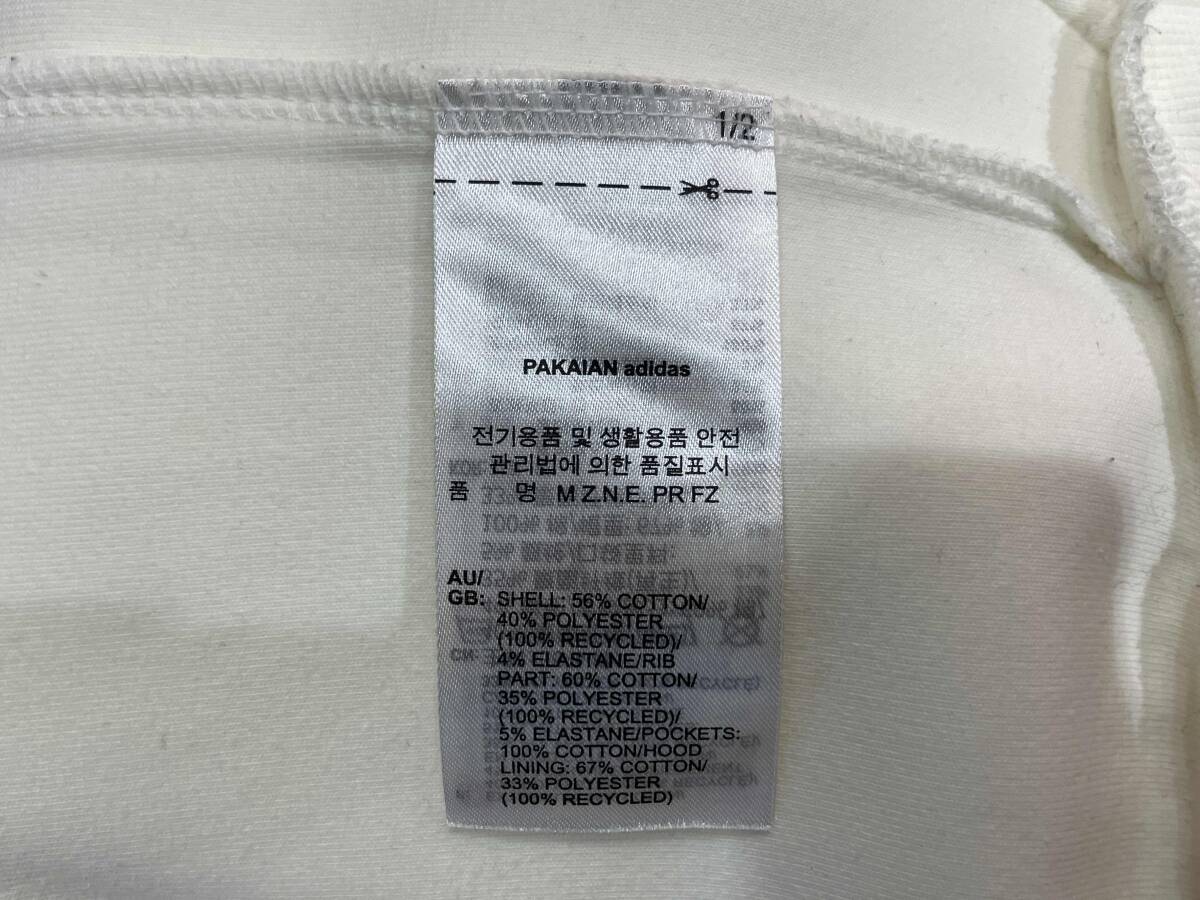 1/2
PAKAIAN adidas
전기용품 및 생활용품 안전
관리법에 의한 품질표시
품 명 M Z.N.E. PR FZ
AU/
GB: SHELL: 56% COTTON/
40% POLYESTER
(100% RECYCLED)/
4% ELASTANE/RIB
PART: 60% COTTON/
35% POLYESTER
(100% RECYCLED)/
5% ELASTANE/POCKETS:
100% COTTON/HOOD
LINING: 67% COTTON/
33% POLYESTER
(100% RECYCLED)